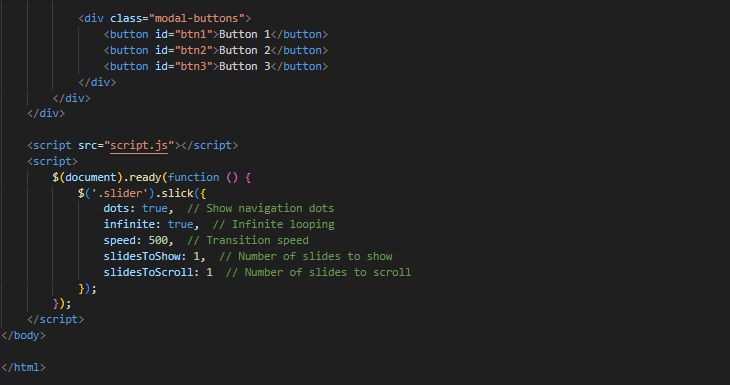 <div class="modal-buttons">
<button id="btn1">Button 1</button>
<button id="btn2">Button 2</button>
<button id="btn3">Button 3</button>
</div>
</div>
</div>
<script src="script.js"></script>
<script>
$(document).ready(function () {
$('.slider').slick({
dots: true,  // Show navigation dots
infinite: true,  // Infinite looping
speed: 500,  // Transition speed
slidesToShow: 1,  // Number of slides to show
slidesToScroll: 1  // Number of slides to scroll
});
});
</script>
</body>
</html>